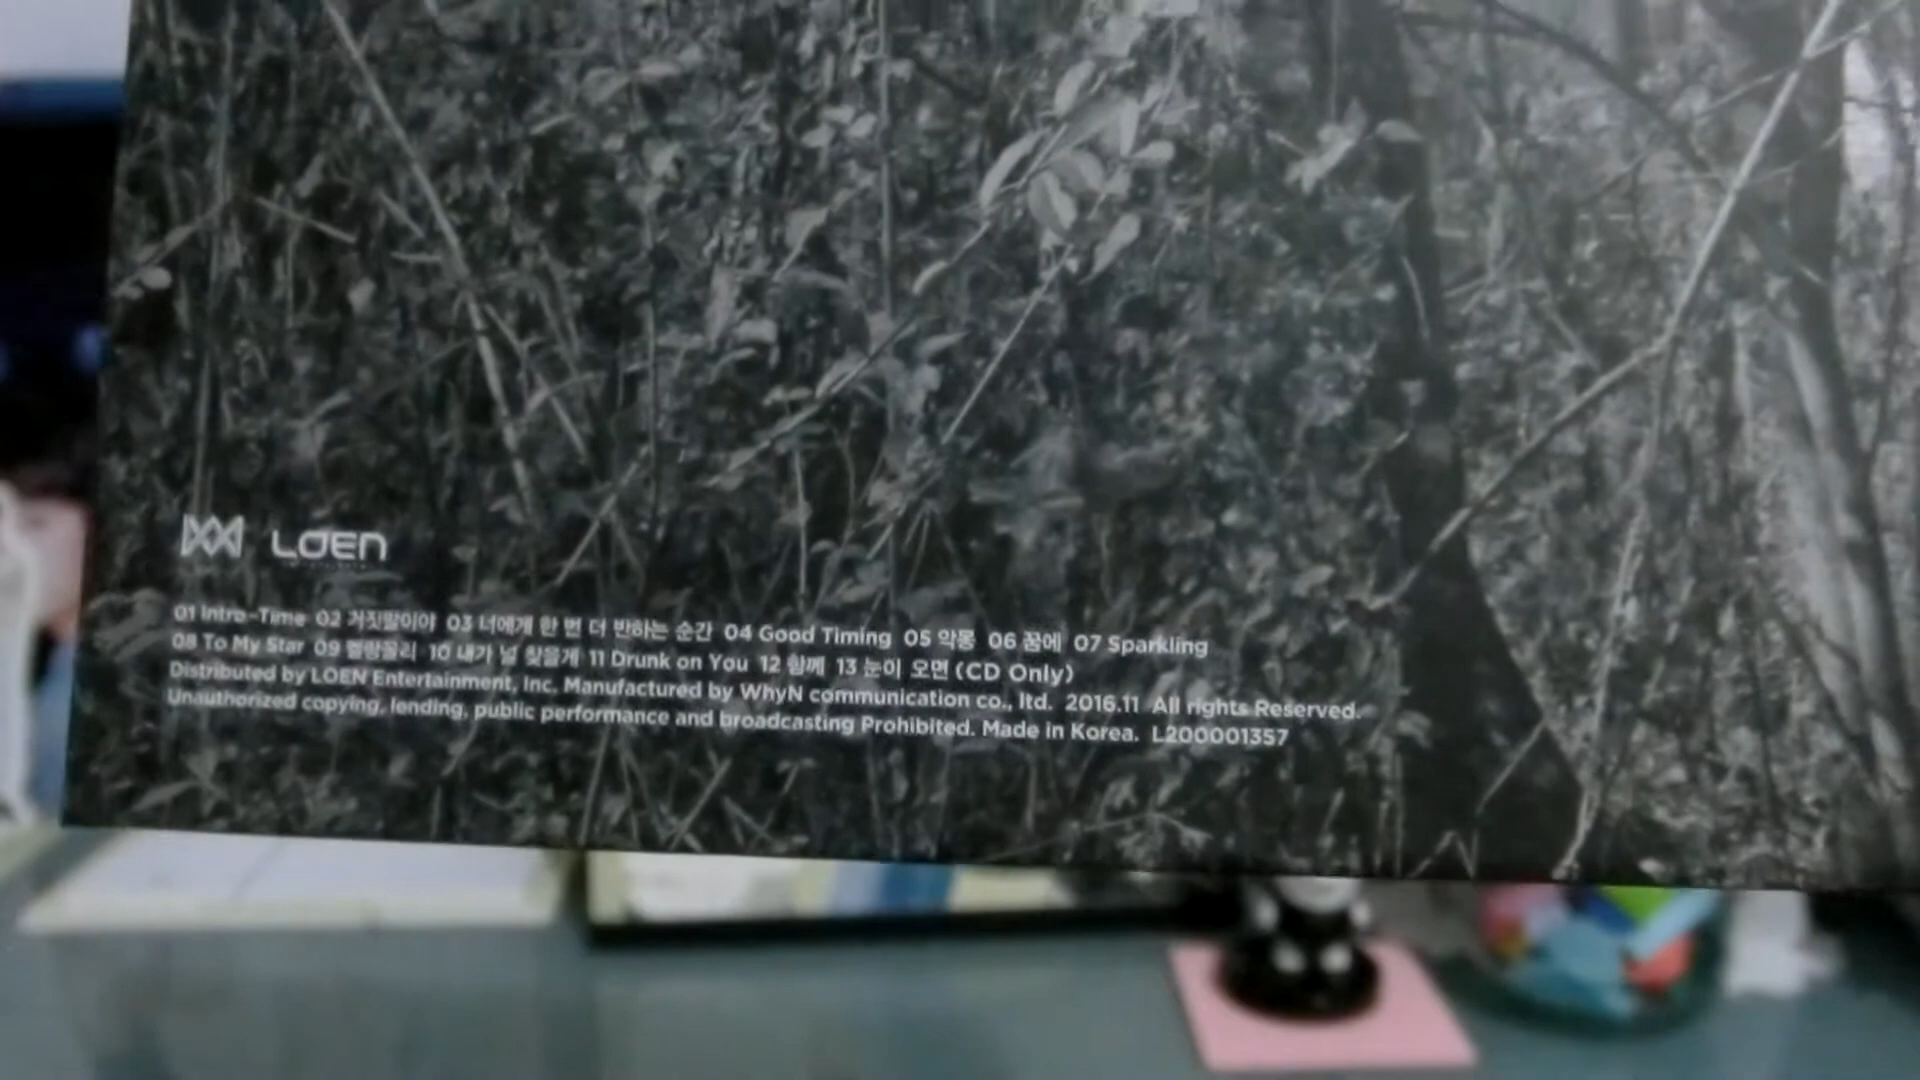 LOEN
01 Intro-Time 02 거짓말이야 03 너에게 한 번 더 반하는 순간 04 Good Timing 05 악몽 06 꿈에 07 Sparkling
08 To My Star 09 멜랑꼴리 10 내가 널 찾을게 11 Drunk on You 12 함께 13 눈이 오면 (CD Only)
Distributed by LOEN Entertainment, Inc. Manufactured by WhyN communication co., ltd. 2016.11 All rights Reserved.
Unauthorized copying, lending, public performance and broadcasting Prohibited. Made in Korea. L200001357